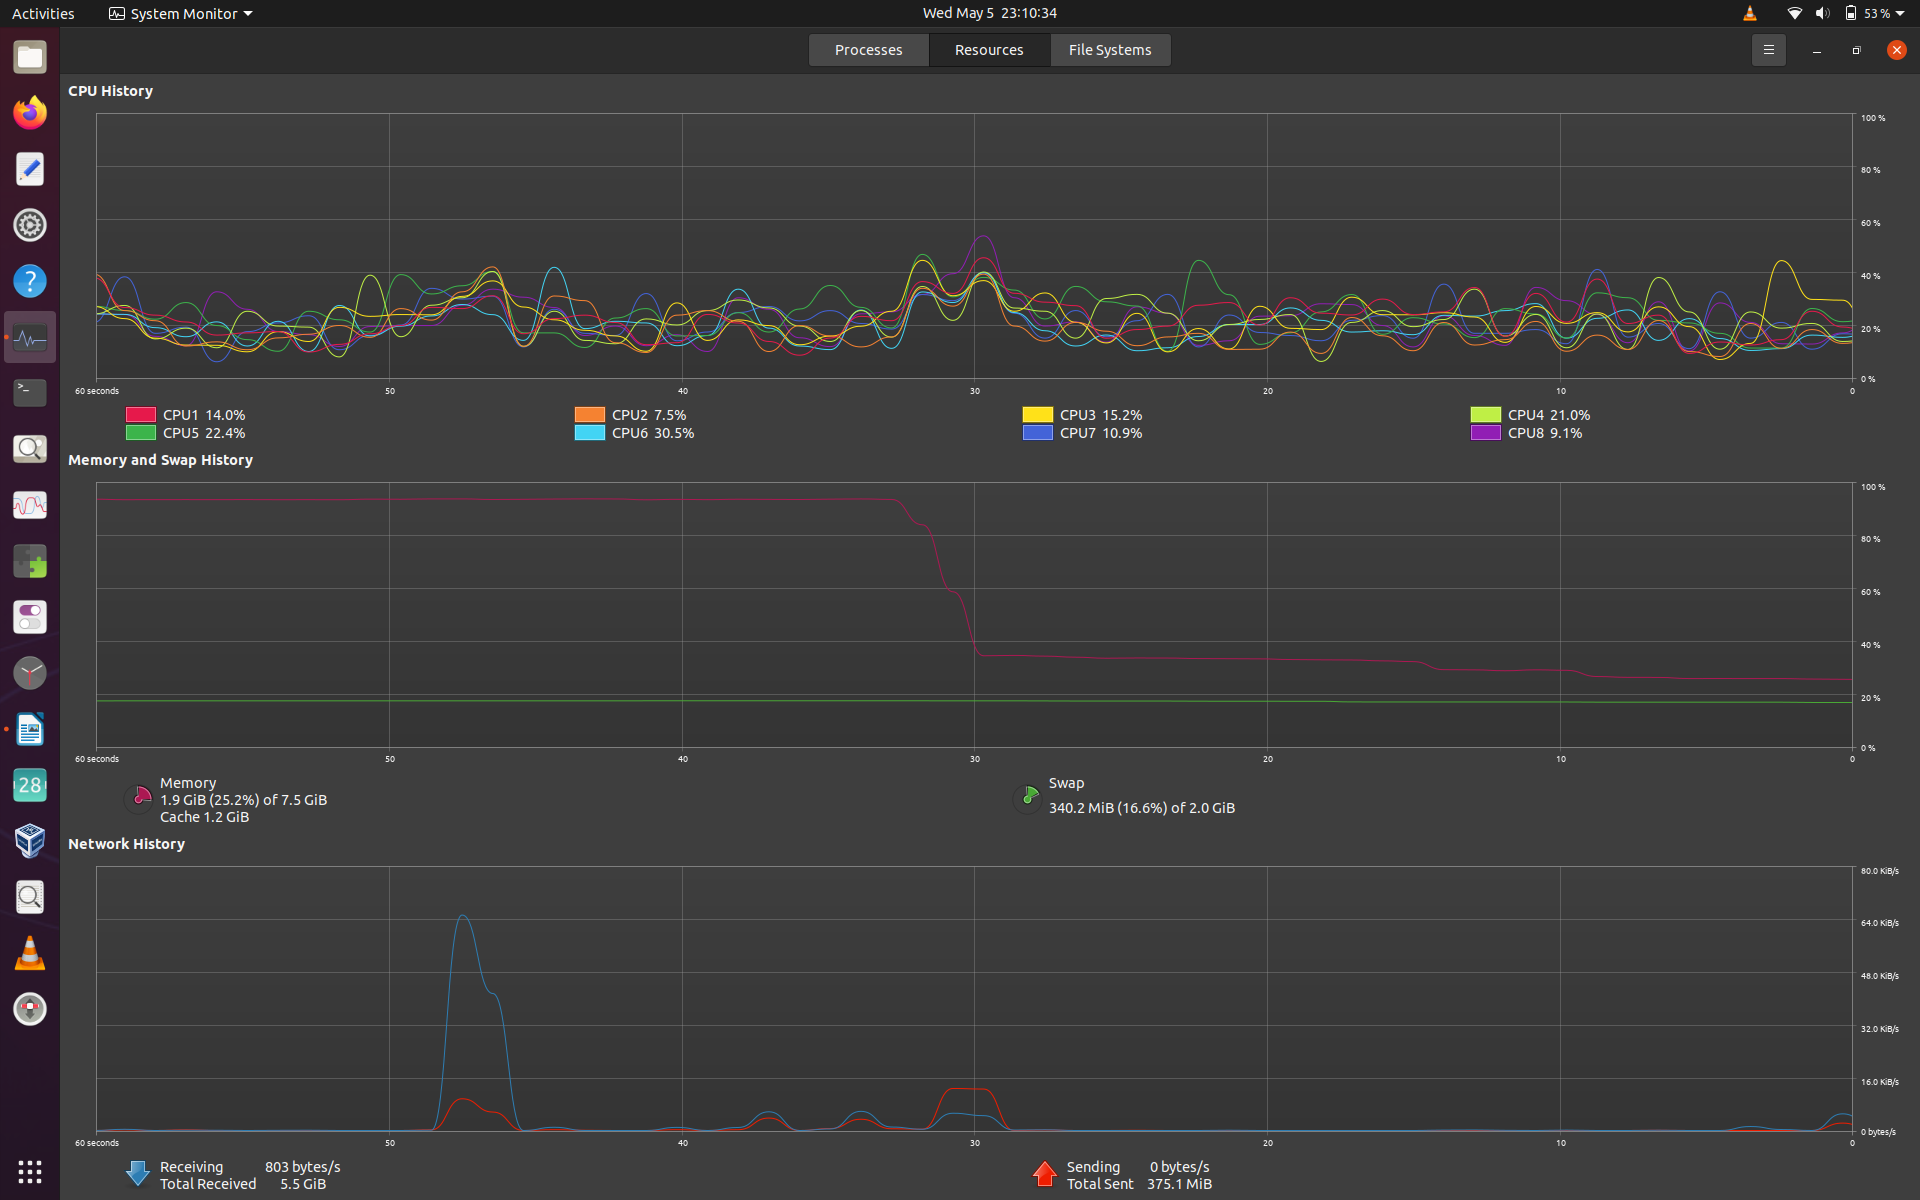 Activities System Monitor Wed May 5 23:10:34 53 %
Processes Resources File Systems
CPU History
100 %
80 %
60 %
40 %
20 %
0 %
60 seconds 50 40 30 20 10 0
CPU1 14.0% CPU2 7.5% CPU3 15.2% CPU4 21.0%
CPU5 22.4% CPU6 30.5% CPU7 10.9% CPU8 9.1%
Memory and Swap History
100 %
80 %
60 %
40 %
20 %
0 %
60 seconds 50 40 30 20 10 0
Memory
1.9 GiB (25.2%) of 7.5 GiB
Cache 1.2 GiB
Swap
340.2 MiB (16.6%) of 2.0 GiB
Network History
80.0 KiB/s
64.0 KiB/s
48.0 KiB/s
32.0 KiB/s
16.0 KiB/s
0 bytes/s
60 seconds 50 40 30 20 10 0
Receiving 803 bytes/s
Total Received 5.5 GiB
Sending 0 bytes/s
Total Sent 375.1 MiB
?
>_
28